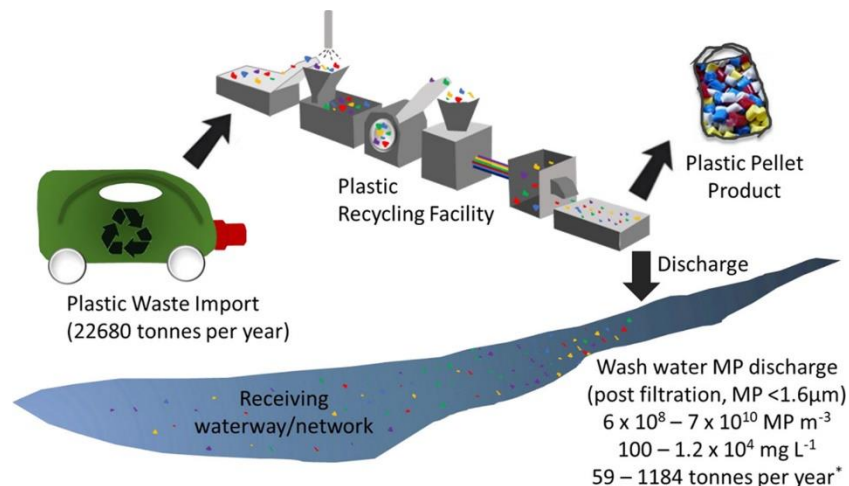 Plastic Waste Import
(22680 tonnes per year)
Plastic
Recycling Facility
Plastic Pellet
Product
Discharge
Receiving
waterway/network
Wash water MP discharge
(post filtration, MP <1.6µm)
6 x 10⁸ – 7 x 10¹⁰ MP m⁻³
100 – 1.2 x 10⁴ mg L⁻¹
59 – 1184 tonnes per year*